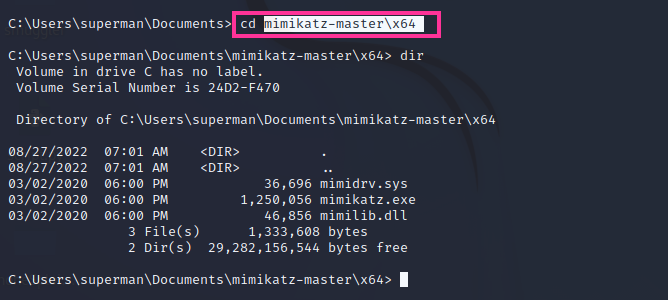 C:\Users\superman\Documents> cd mimikatz-master\x64
C:\Users\superman\Documents\mimikatz-master\x64> dir
Volume in drive C has no label.
Volume Serial Number is 24D2-F470
Directory of C:\Users\superman\Documents\mimikatz-master\x64
08/27/2022  07:01 AM    <DIR>          .
08/27/2022  07:01 AM    <DIR>          ..
03/02/2020  06:00 PM            36,696 mimidrv.sys
03/02/2020  06:00 PM         1,250,056 mimikatz.exe
03/02/2020  06:00 PM            46,856 mimilib.dll
3 File(s)      1,333,608 bytes
2 Dir(s)  29,282,156,544 bytes free
C:\Users\superman\Documents\mimikatz-master\x64>